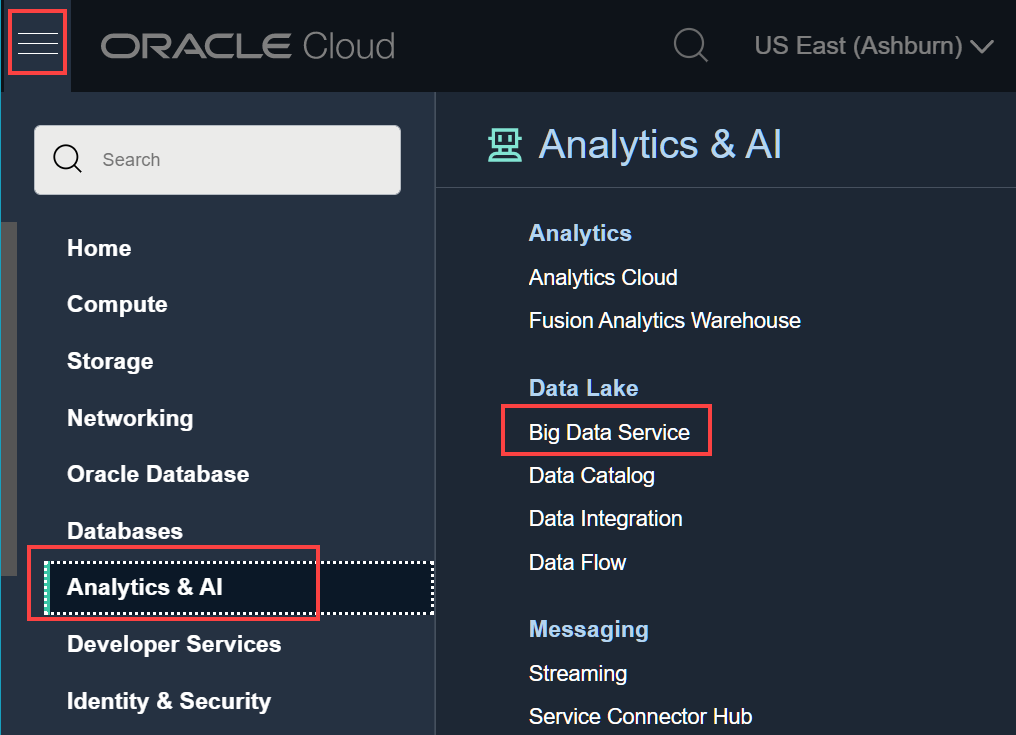 ORACLE Cloud
US East (Ashburn)
Search
Home
Compute
Storage
Networking
Oracle Database
Databases
Analytics & AI
Developer Services
Identity & Security
Analytics & AI
Analytics
Analytics Cloud
Fusion Analytics Warehouse
Data Lake
Big Data Service
Data Catalog
Data Integration
Data Flow
Messaging
Streaming
Service Connector Hub